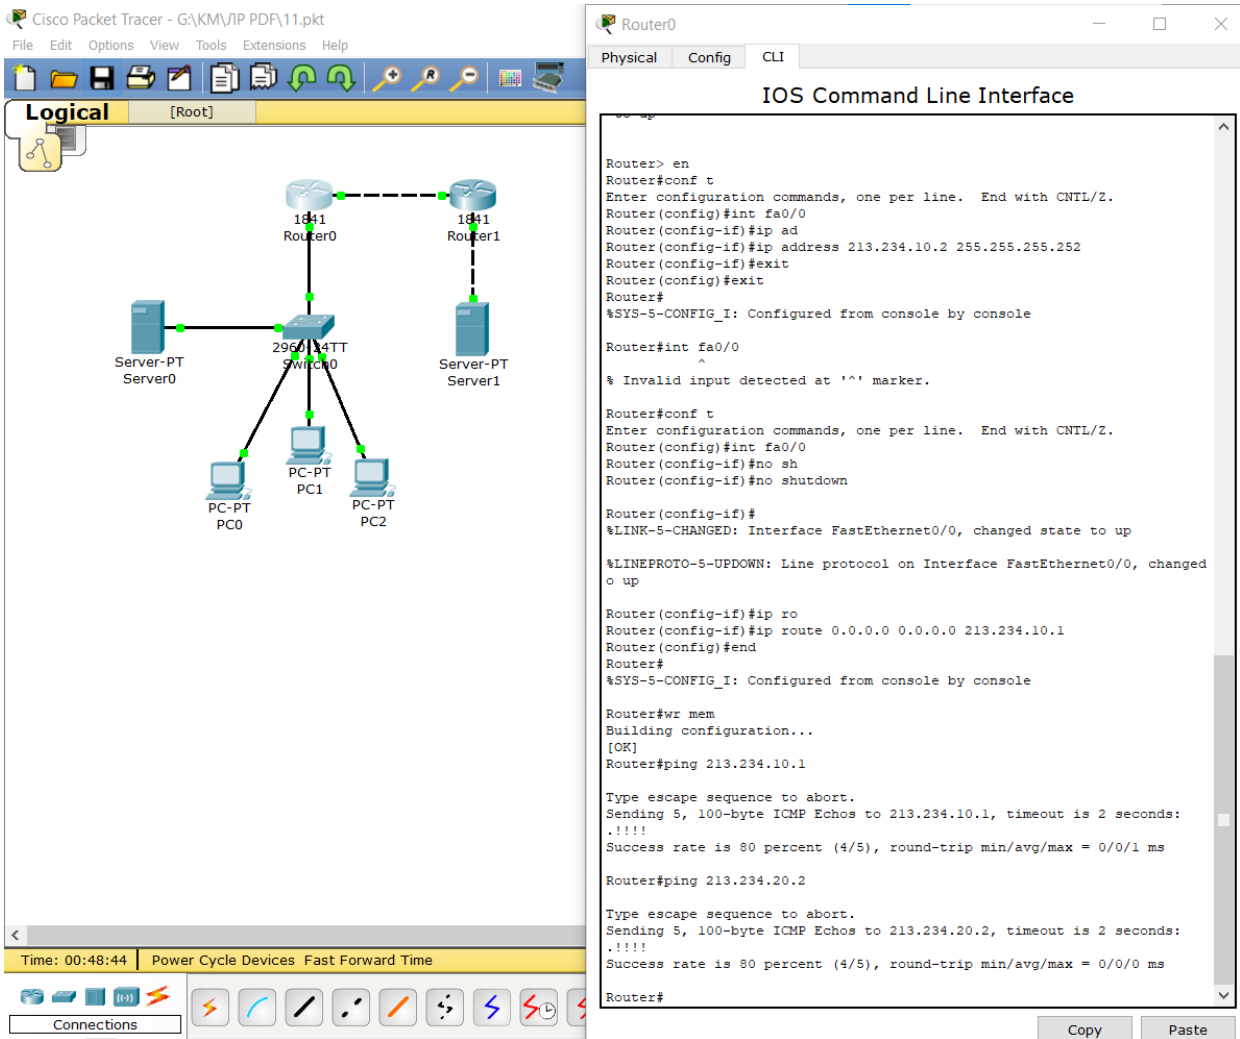 Cisco Packet Tracer - G:\KM\ЛР PDF\11.pkt
File Edit Options View Tools Extensions Help
Logical
[Root]
1841
Router0
1841
Router1
Server-PT
Server0
2960-24TT
Switch0
Server-PT
Server1
PC-PT
PC1
PC-PT
PC0
PC-PT
PC2
Time: 00:48:44
Power Cycle Devices Fast Forward Time
Connections
Router0
Physical
Config
CLI
IOS Command Line Interface
Router> en
Router#conf t
Enter configuration commands, one per line.  End with CNTL/Z.
Router(config)#int fa0/0
Router(config-if)#ip ad
Router(config-if)#ip address 213.234.10.2 255.255.255.252
Router(config-if)#exit
Router(config)#exit
Router#
%SYS-5-CONFIG_I: Configured from console by console
Router#int fa0/0
^
% Invalid input detected at '^' marker.
Router#conf t
Enter configuration commands, one per line.  End with CNTL/Z.
Router(config)#int fa0/0
Router(config-if)#no sh
Router(config-if)#no shutdown
Router(config-if)#
%LINK-5-CHANGED: Interface FastEthernet0/0, changed state to up
%LINEPROTO-5-UPDOWN: Line protocol on Interface FastEthernet0/0, changed
o up
Router(config-if)#ip ro
Router(config-if)#ip route 0.0.0.0 0.0.0.0 213.234.10.1
Router(config)#end
Router#
%SYS-5-CONFIG_I: Configured from console by console
Router#wr mem
Building configuration...
[OK]
Router#ping 213.234.10.1
Type escape sequence to abort.
Sending 5, 100-byte ICMP Echos to 213.234.10.1, timeout is 2 seconds:
.!!!!
Success rate is 80 percent (4/5), round-trip min/avg/max = 0/0/1 ms
Router#ping 213.234.20.2
Type escape sequence to abort.
Sending 5, 100-byte ICMP Echos to 213.234.20.2, timeout is 2 seconds:
.!!!!
Success rate is 80 percent (4/5), round-trip min/avg/max = 0/0/0 ms
Router#
Copy
Paste